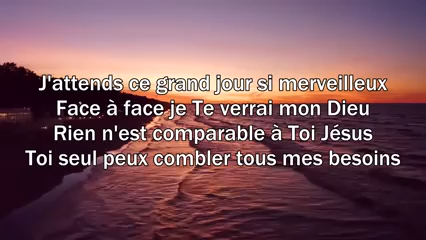 J'attends ce grand jour si merveilleux
Face à face je Te verrai mon Dieu
Rien n'est comparable à Toi Jésus
Toi seul peux combler tous mes besoins